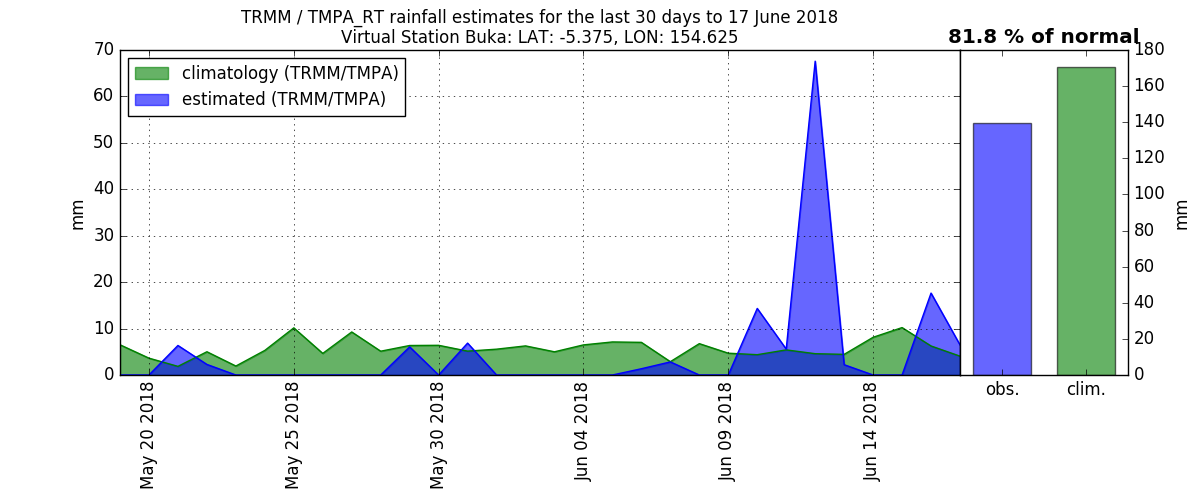 TRMM / TMPA_RT rainfall estimates for the last 30 days to 17 June 2018
Virtual Station Buka: LAT: -5.375, LON: 154.625
81.8 % of normal
climatology (TRMM/TMPA)
estimated (TRMM/TMPA)
mm
70
60
50
40
30
20
10
0
May 20 2018
May 25 2018
May 30 2018
Jun 04 2018
Jun 09 2018
Jun 14 2018
obs.
clim.
180
160
140
120
100
80
60
40
20
0
mm